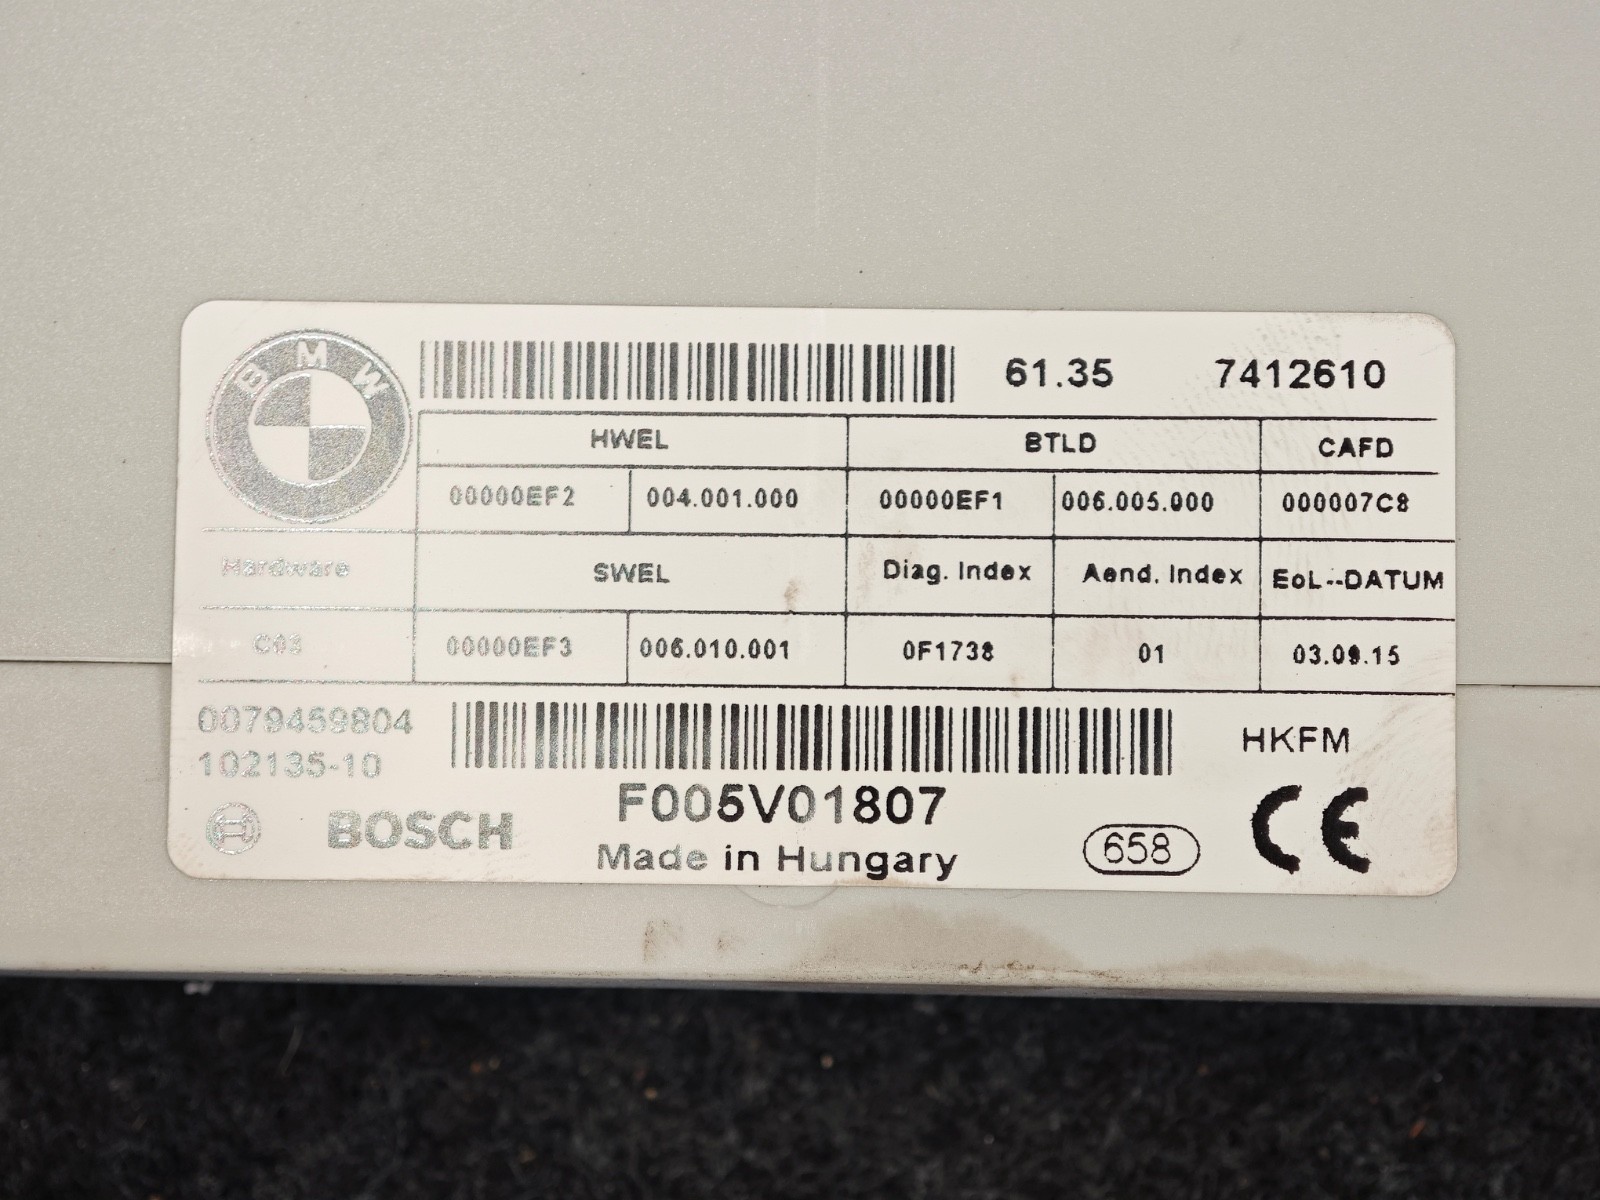 BMW
61.35 7412610
HWEL BTLD CAFD
00000EF2 004.001.000 00000EF1 006.005.000 000007C8
Hardware SWEL Diag. Index Aend. Index EoL--DATUM
C03 00000EF3 006.010.001 0F1738 01
0079459804
102135-10
HKFM
F005V01807
BOSCH
Made in Hungary
658
CE